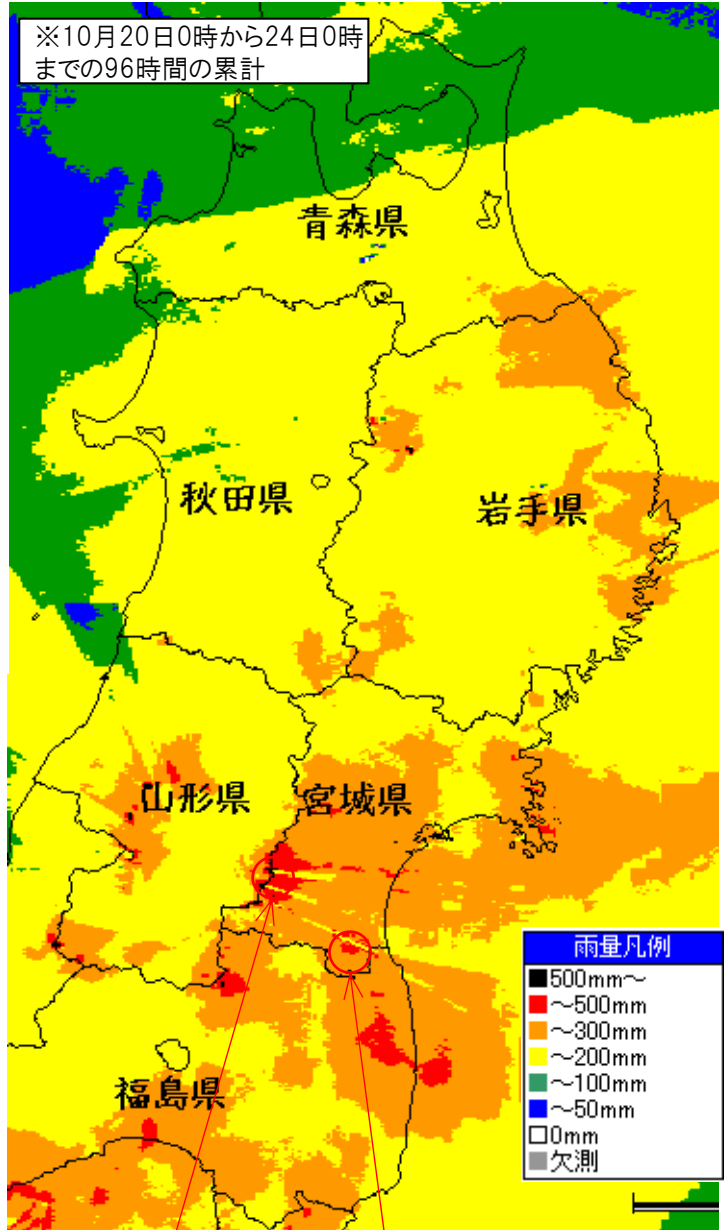 ※10月20日0時から24日0時
までの96時間の累計
青森県
秋田県
岩手県
山形県
宮城県
福島県
雨量凡例
500mm～
～500mm
～300mm
～200mm
～100mm
～50mm
0mm
欠測